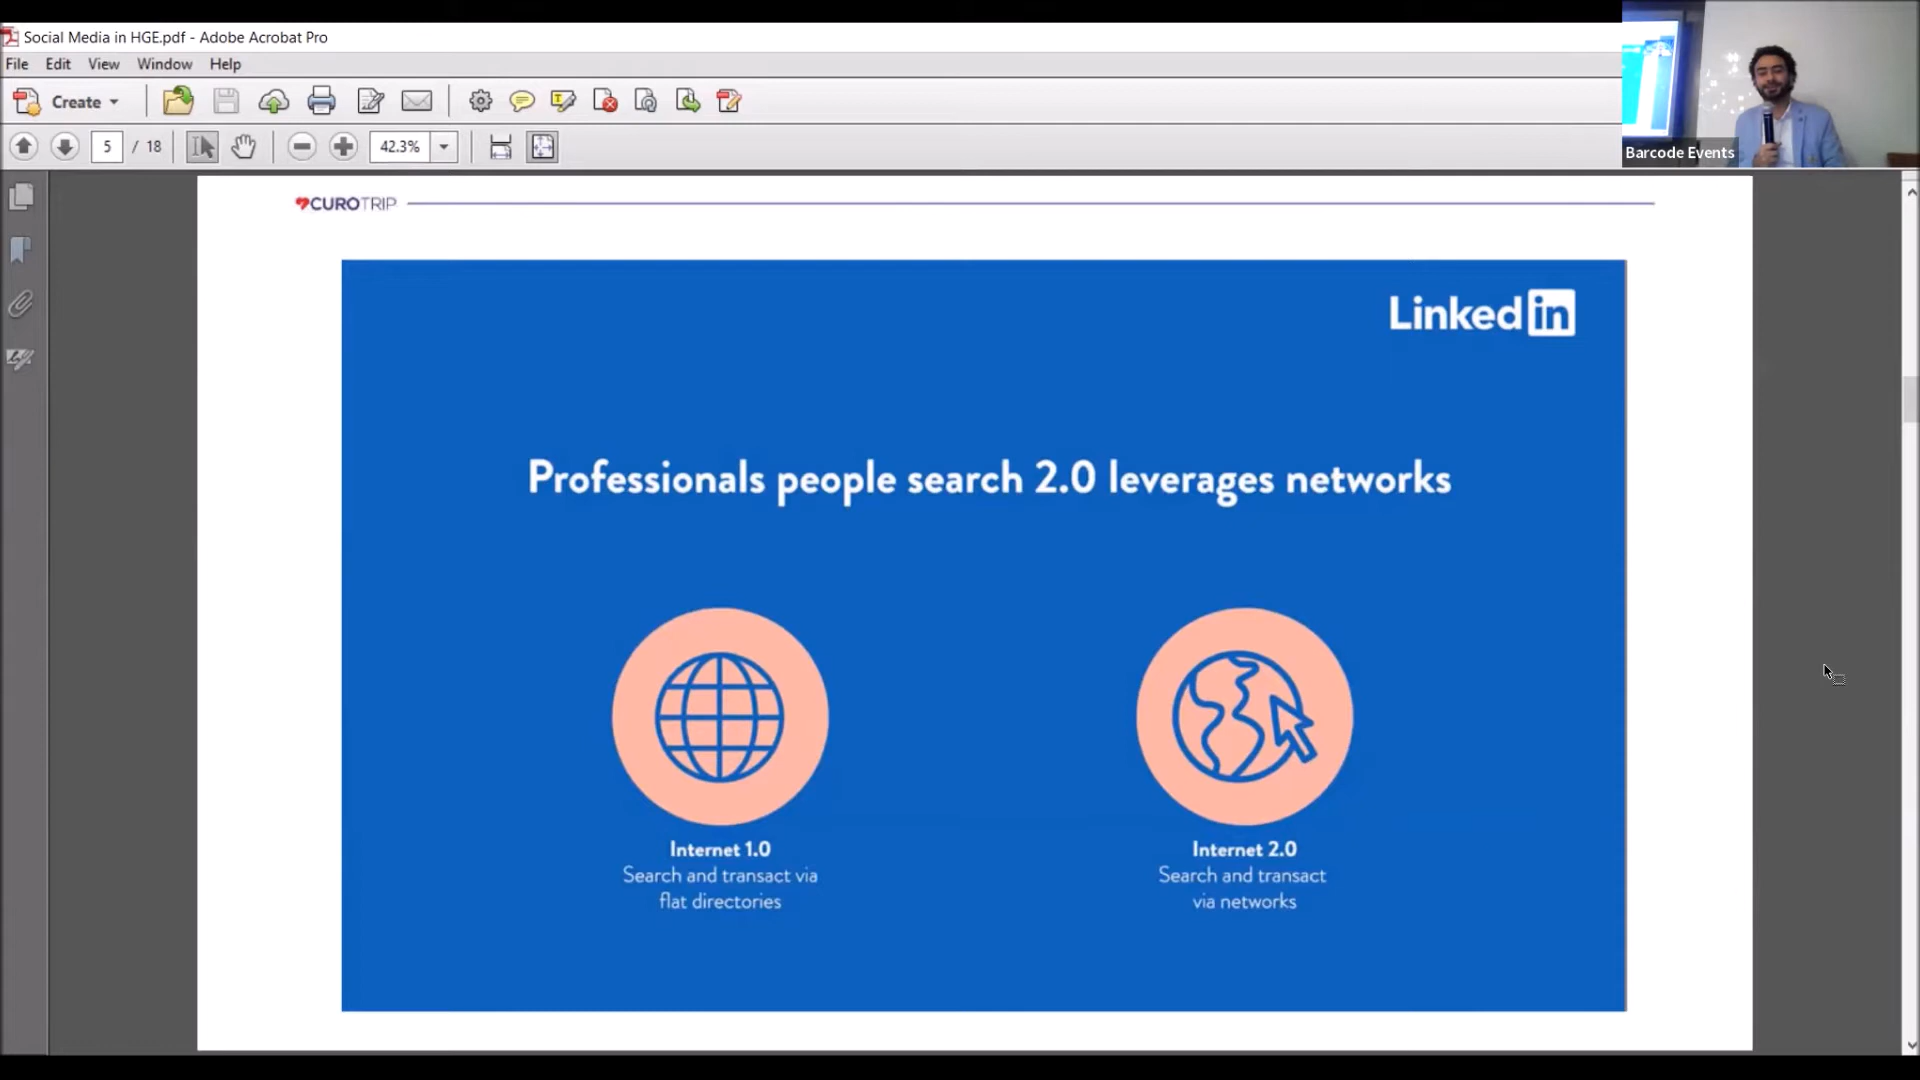 Social Media in HGE.pdf - Adobe Acrobat Pro
File Edit View Window Help
Create
5 / 18 42.3%
Barcode Events
CUROTRIP
Linked in
Professionals people search 2.0 leverages networks
Internet 1.0
Search and transact via
flat directories
Internet 2.0
Search and transact
via networks